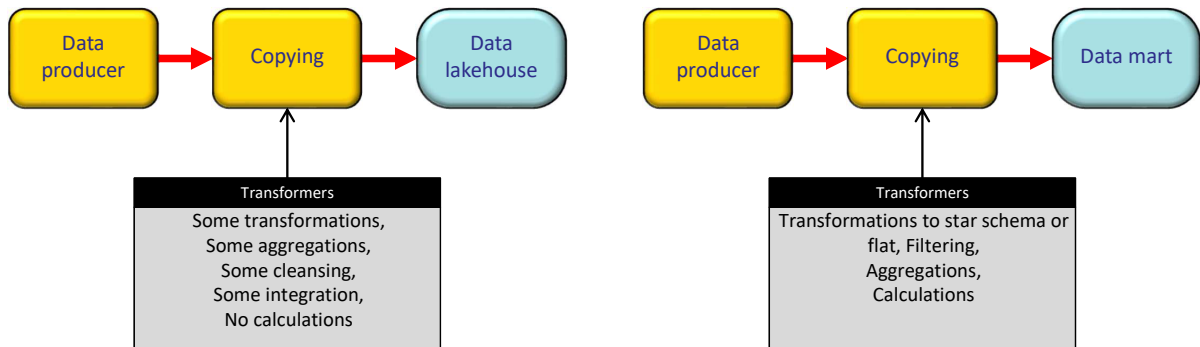 Data
producer
Copying
Data
lakehouse
Transformers
Some transformations,
Some aggregations,
Some cleansing,
Some integration,
No calculations
Data
producer
Copying
Data mart
Transformers
Transformations to star schema or
flat, Filtering,
Aggregations,
Calculations